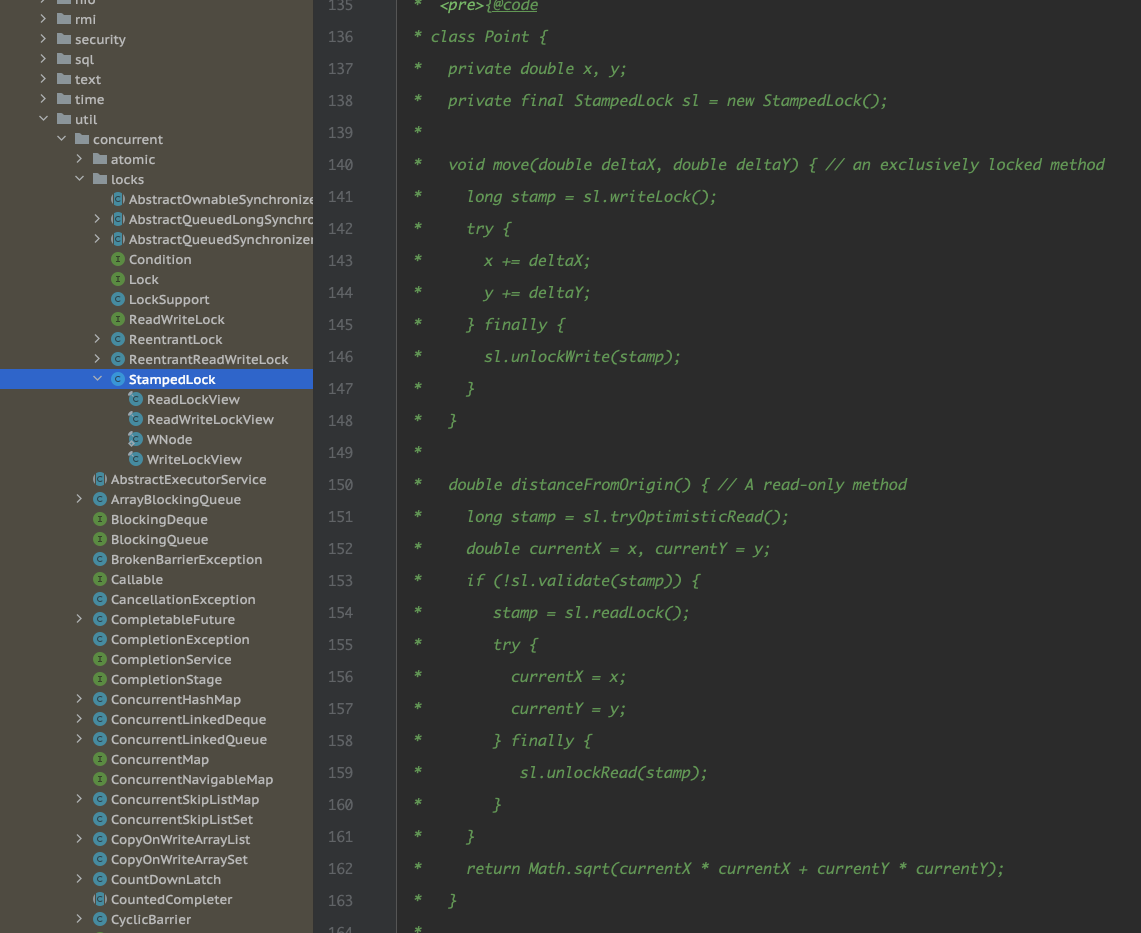 rmi
security
sql
text
time
util
concurrent
atomic
locks
AbstractOwnableSynchronize
AbstractQueuedLongSynchro
AbstractQueuedSynchronizer
Condition
Lock
LockSupport
ReadWriteLock
ReentrantLock
ReentrantReadWriteLock
StampedLock
ReadLockView
ReadWriteLockView
WNode
WriteLockView
AbstractExecutorService
ArrayBlockingQueue
BlockingDeque
BlockingQueue
BrokenBarrierException
Callable
CancellationException
CompletableFuture
CompletionException
CompletionService
CompletionStage
ConcurrentHashMap
ConcurrentLinkedDeque
ConcurrentLinkedQueue
ConcurrentMap
ConcurrentNavigableMap
ConcurrentSkipListMap
ConcurrentSkipListSet
CopyOnWriteArrayList
CopyOnWriteArraySet
CountDownLatch
CountedCompleter
CyclicBarrier
135 * <pre>{@code
136 * class Point {
137 *   private double x, y;
138 *   private final StampedLock sl = new StampedLock();
139 *
140 *   void move(double deltaX, double deltaY) { // an exclusively locked method
141 *     long stamp = sl.writeLock();
142 *     try {
143 *       x += deltaX;
144 *       y += deltaY;
145 *     } finally {
146 *       sl.unlockWrite(stamp);
147 *     }
148 *   }
149 *
150 *   double distanceFromOrigin() { // A read-only method
151 *     long stamp = sl.tryOptimisticRead();
152 *     double currentX = x, currentY = y;
153 *     if (!sl.validate(stamp)) {
154 *        stamp = sl.readLock();
155 *        try {
156 *          currentX = x;
157 *          currentY = y;
158 *        } finally {
159 *           sl.unlockRead(stamp);
160 *        }
161 *     }
162 *     return Math.sqrt(currentX * currentX + currentY * currentY);
163 *   }
164 *